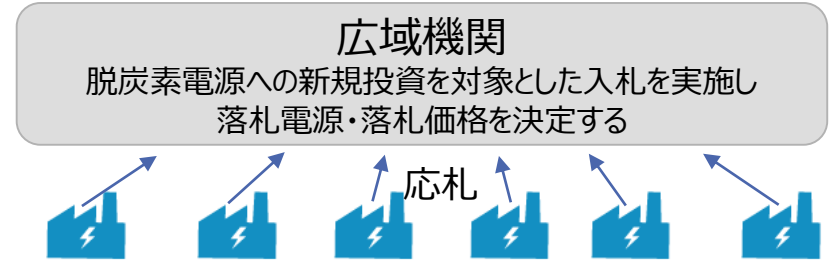 広域機関
脱炭素電源への新規投資を対象とした入札を実施し
落札電源・落札価格を決定する
応札